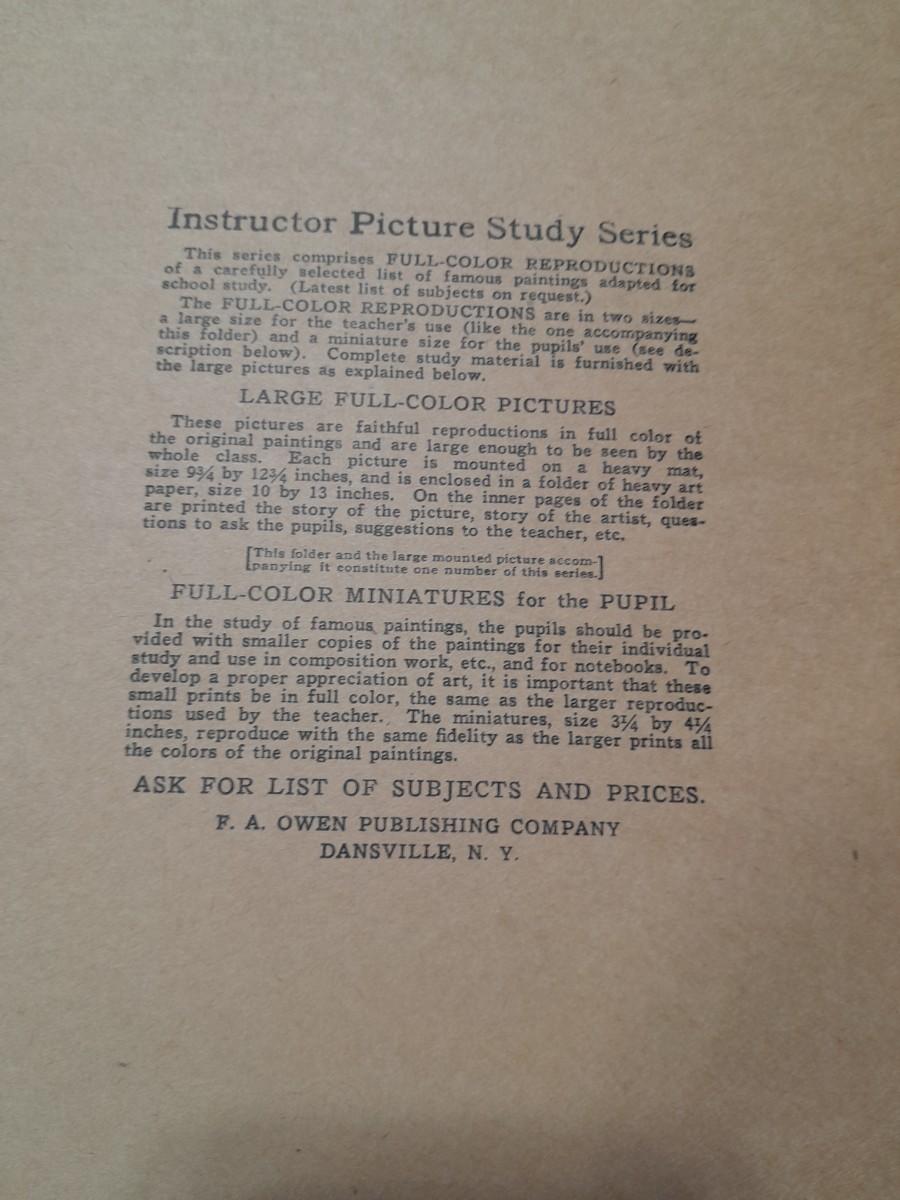 Instructor Picture Study Series
This series comprises FULL-COLOR REPRODUCTIONS
of a carefully selected list of famous paintings adapted for
school study. (Latest list of subjects on request.)
The FULL-COLOR REPRODUCTIONS are in two sizes—
a large size for the teacher's use (like the one accompanying
this folder) and a miniature size for the pupils' use (see de-
scription below). Complete study material is furnished with
the large pictures as explained below.
LARGE FULL-COLOR PICTURES
These pictures are faithful reproductions in full color of
the original paintings and are large enough to be seen by the
whole class. Each picture is mounted on a heavy mat,
size 9¾ by 12¾ inches, and is enclosed in a folder of heavy art
paper, size 10 by 13 inches. On the inner pages of the folder
are printed the story of the picture, story of the artist, ques-
tions to ask the pupils, suggestions to the teacher, etc.
[This folder and the large mounted picture accom-]
[panying it constitute one number of this series.]
FULL-COLOR MINIATURES for the PUPIL
In the study of famous paintings, the pupils should be pro-
vided with smaller copies of the paintings for their individual
study and use in composition work, etc., and for notebooks. To
develop a proper appreciation of art, it is important that these
small prints be in full color, the same as the larger reproduc-
tions used by the teacher. The miniatures, size 3¼ by 4¼
inches, reproduce with the same fidelity as the larger prints all
the colors of the original paintings.
ASK FOR LIST OF SUBJECTS AND PRICES.
F. A. OWEN PUBLISHING COMPANY
DANSVILLE, N. Y.